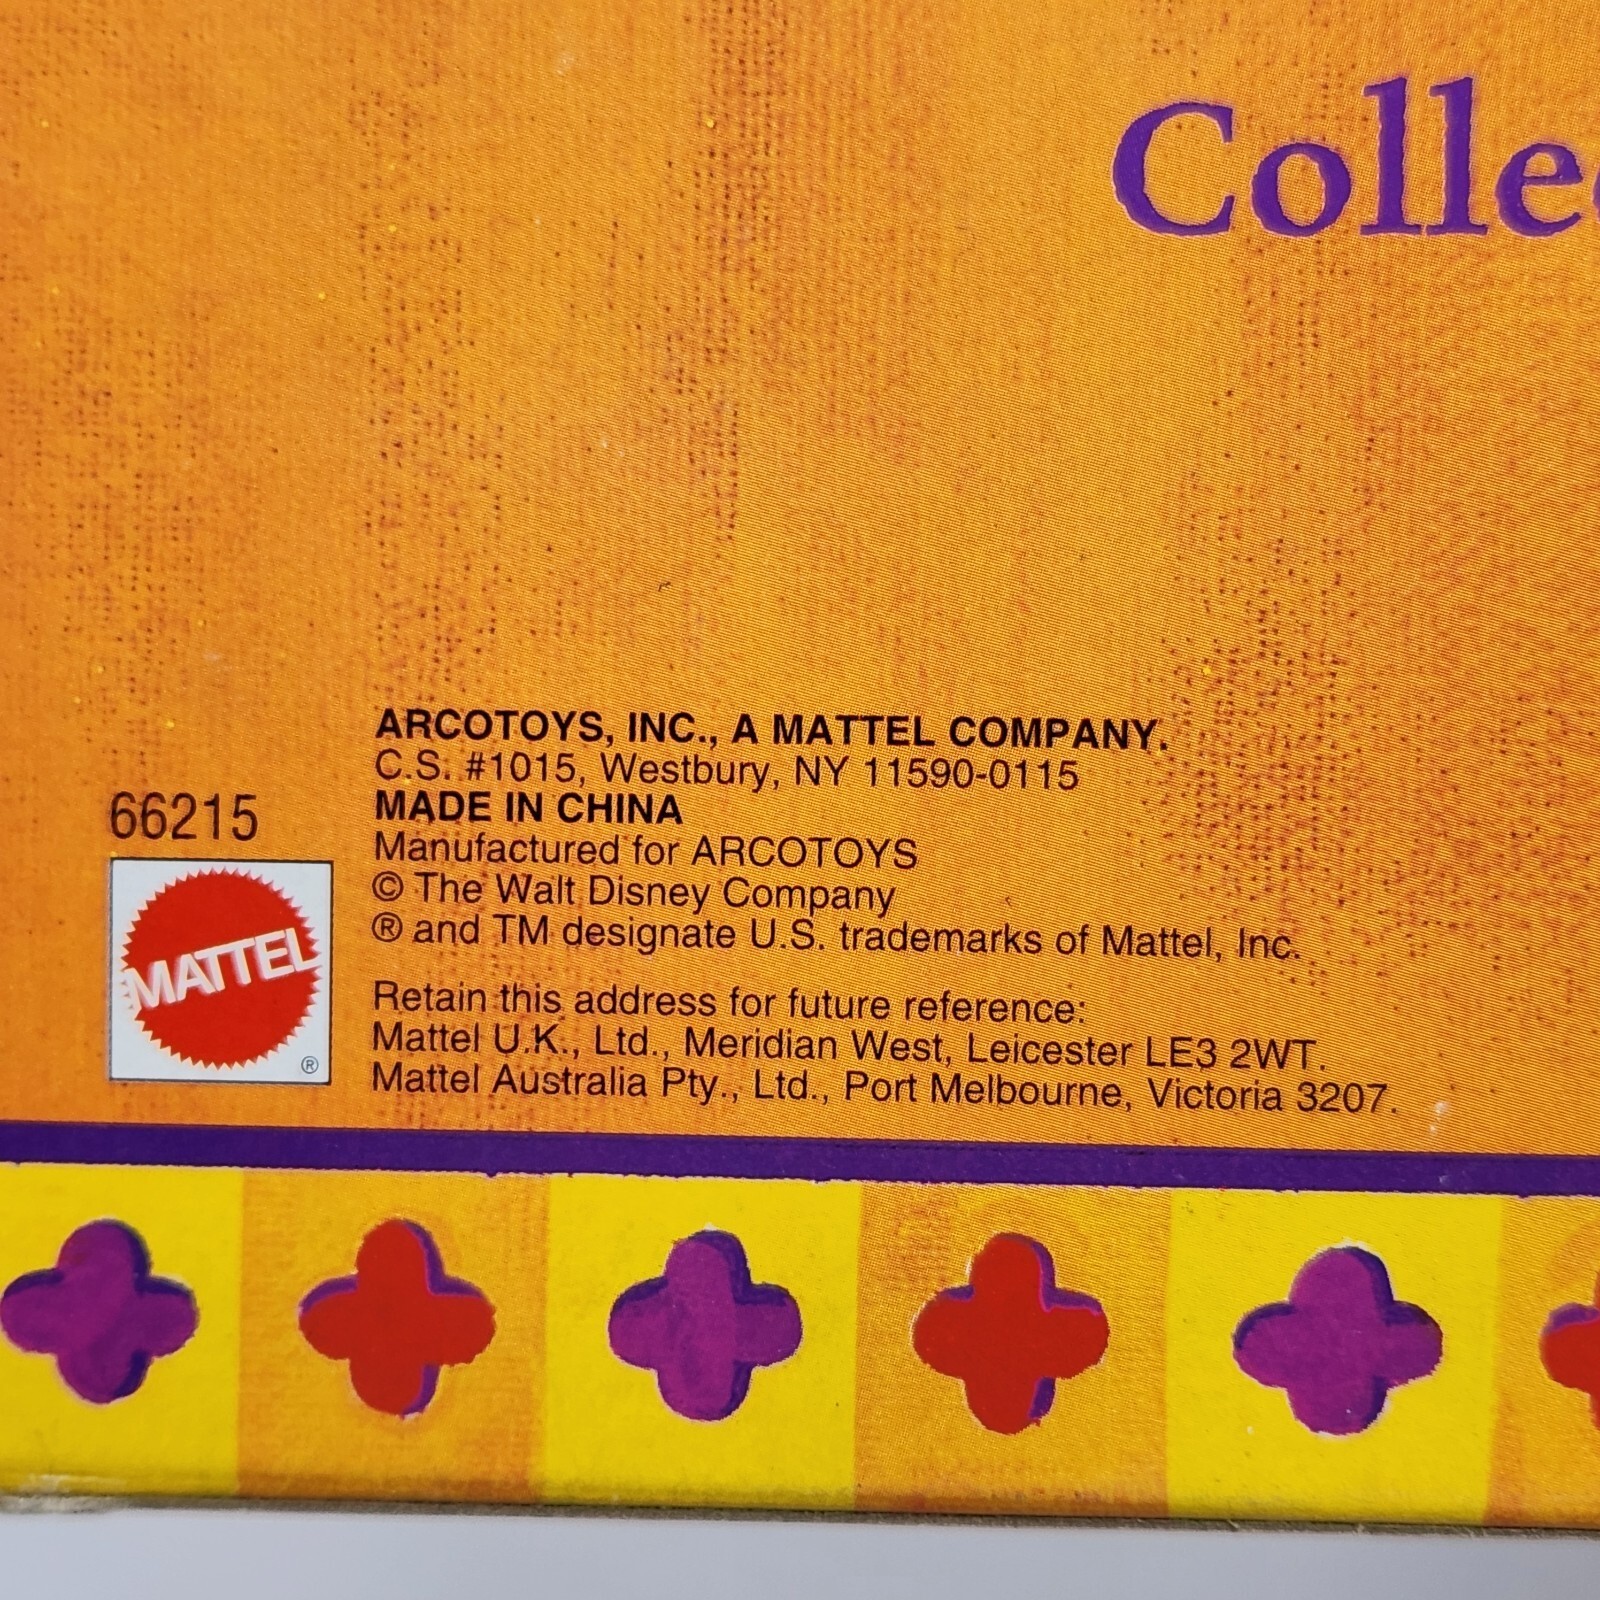 Colle
ARCOTOYS, INC., A MATTEL COMPANY.
C.S. #1015, Westbury, NY 11590-0115
MADE IN CHINA
Manufactured for ARCOTOYS
© The Walt Disney Company
® and TM designate U.S. trademarks of Mattel, Inc.
66215
MATTEL
®
Retain this address for future reference:
Mattel U.K., Ltd., Meridian West, Leicester LE3 2WT.
Mattel Australia Pty., Ltd., Port Melbourne, Victoria 3207.